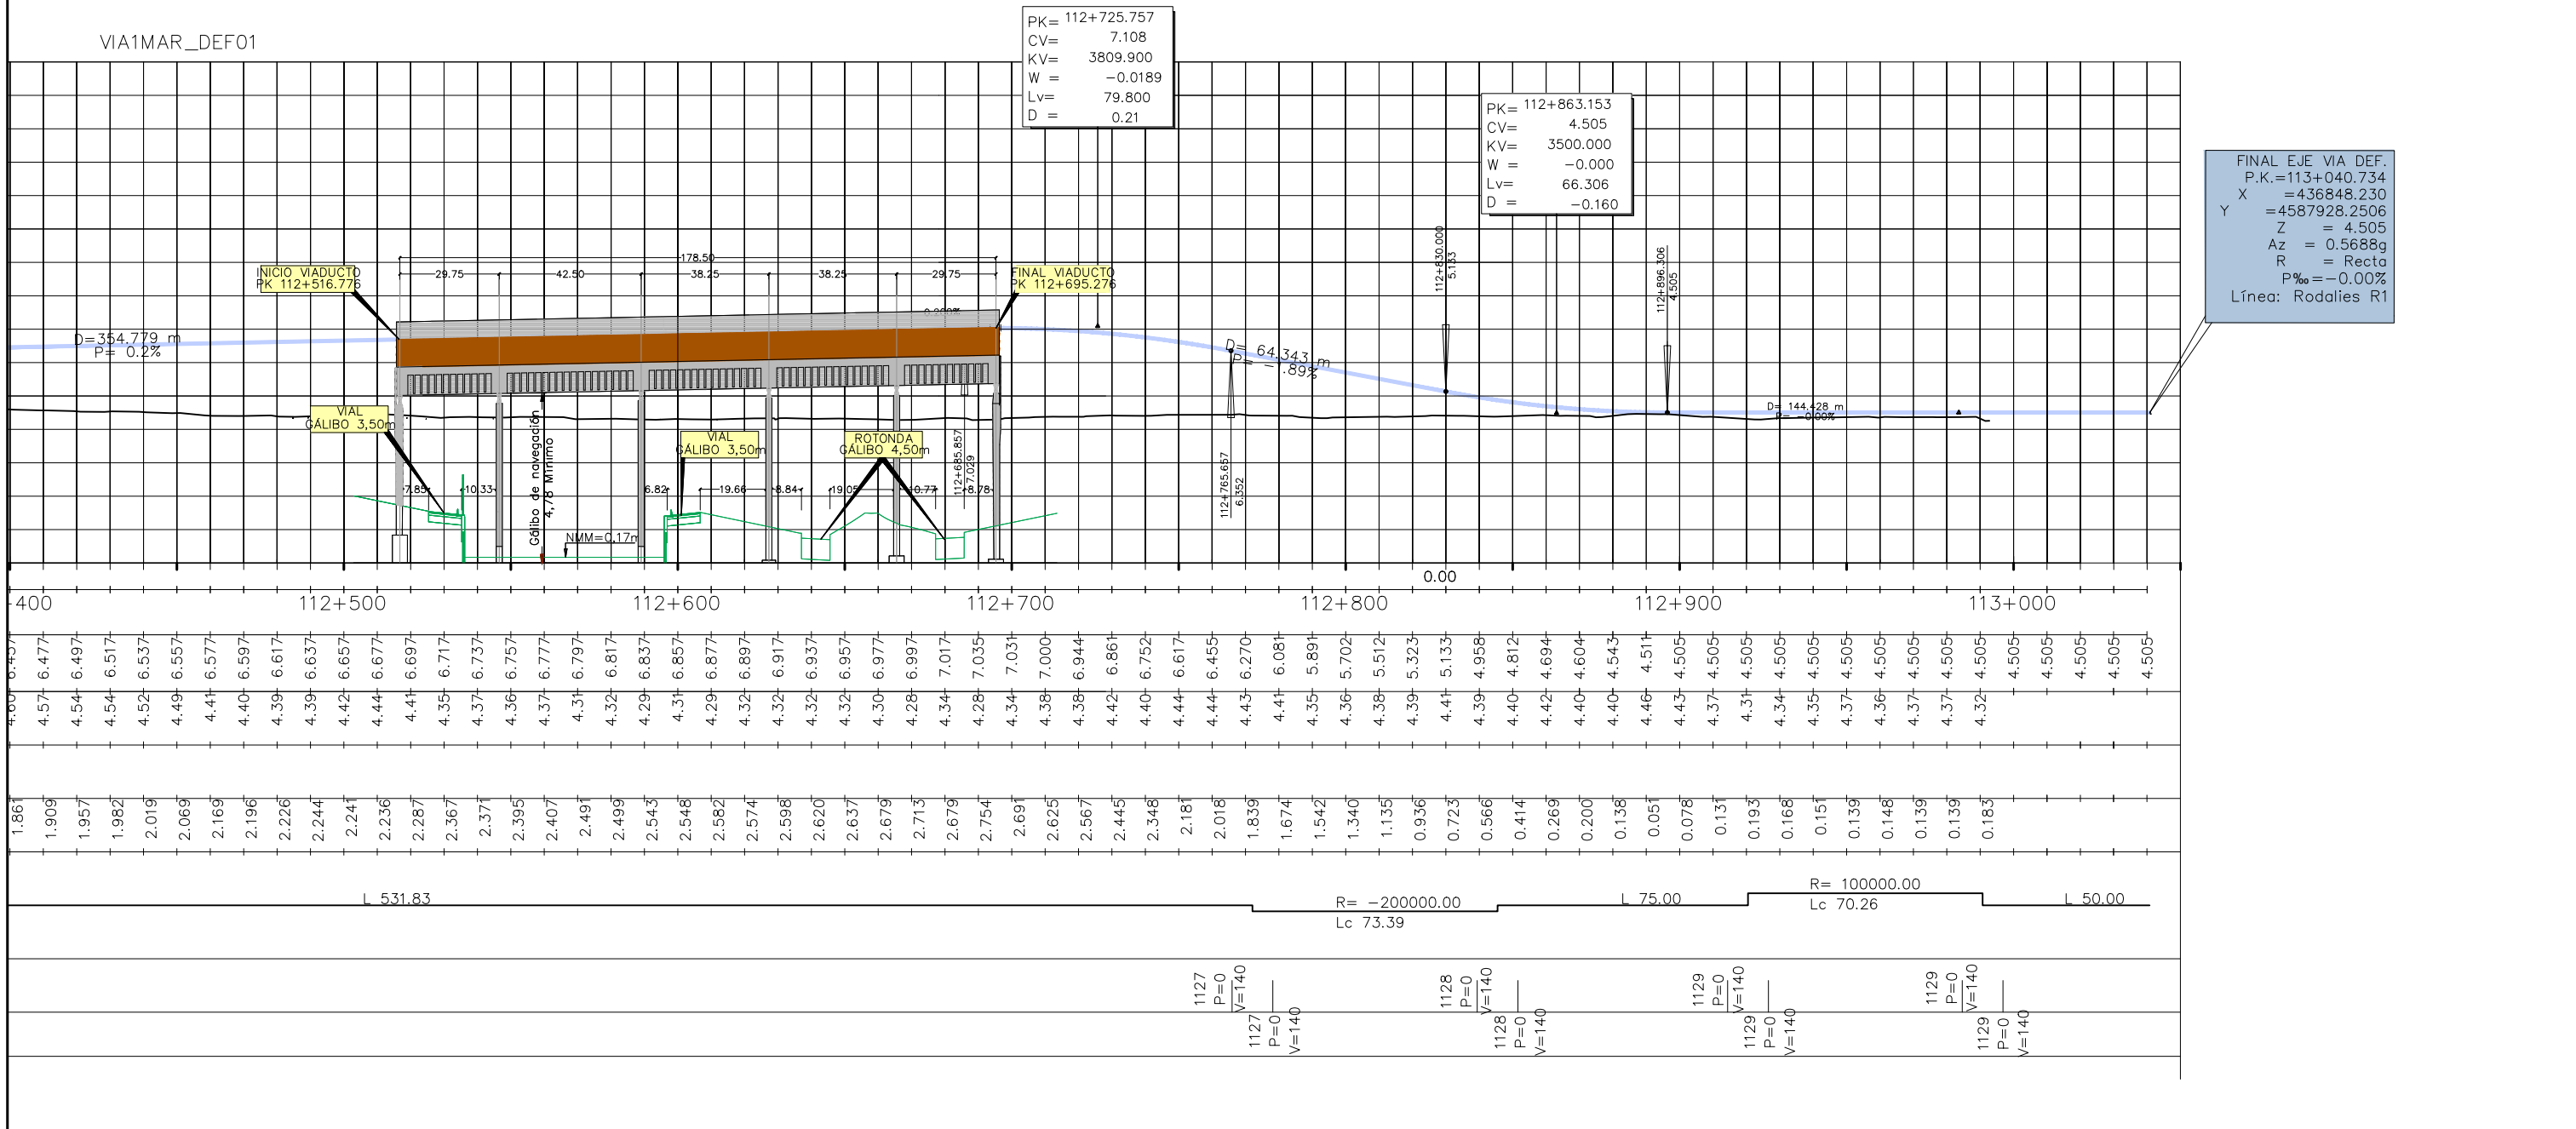 VIA1MAR_DEF01
PK= 112+725.757
CV= 7.108
KV= 3809.900
W = -0.0189
Lv= 79.800
D = 0.21
PK= 112+863.153
CV= 4.505
KV= 3500.000
W = -0.000
Lv= 66.306
D = -0.160
FINAL EJE VIA DEF.
P.K.=113+040.734
X =436848.230
Y =4587928.2506
Z = 4.505
Az = 0.5688g
R = Recta
P‰=-0.00%
Línea: Rodalies R1
178.50
29.75 42.50 38.25 38.25 29.75
INICIO VIADUCTO
PK 112+516.776
FINAL VIADUCTO
PK 112+695.276
D=354.779 m
P= 0.2%
D= 64.343 m
P= -1.89%
112+830.000
5.133
112+896.306
4.505
D= 144.428 m
P= -0.00%
VIAL
GÁLIBO 3,50m
VIAL
GÁLIBO 3,50m
ROTONDA
GÁLIBO 4,50m
Gálibo de navegación
4,78 Mínimo
112+685.857
7.029
112+765.657
6.352
7.85 10.33 6.82 19.66 8.84 19.05 10.77 8.78
NMM=0.17m
0.00
400 112+500 112+600 112+700 112+800 112+900 113+000
6.457 6.477 6.497 6.517 6.537 6.557 6.577 6.597 6.617 6.637 6.657 6.677 6.697 6.717 6.737 6.757 6.777 6.797 6.817 6.837 6.857 6.877 6.897 6.917 6.937 6.957 6.977 6.997 7.017 7.035 7.031 7.000 6.944 6.861 6.752 6.617 6.455 6.270 6.081 5.891 5.702 5.512 5.323 5.133 4.958 4.812 4.694 4.604 4.543 4.511 4.505 4.505 4.505 4.505 4.505 4.505 4.505 4.505 4.505 4.505 4.505 4.505 4.505 4.505 4.505
4.60 4.57 4.54 4.54 4.52 4.49 4.41 4.40 4.39 4.39 4.42 4.44 4.41 4.35 4.37 4.36 4.37 4.31 4.32 4.29 4.31 4.29 4.32 4.32 4.32 4.32 4.30 4.28 4.34 4.28 4.34 4.38 4.38 4.42 4.40 4.44 4.44 4.43 4.41 4.35 4.36 4.38 4.39 4.41 4.39 4.40 4.42 4.40 4.40 4.46 4.43 4.37 4.31 4.34 4.35 4.37 4.36 4.37 4.37 4.32
1.861 1.909 1.957 1.982 2.019 2.069 2.169 2.196 2.226 2.244 2.241 2.236 2.287 2.367 2.371 2.395 2.407 2.491 2.499 2.543 2.548 2.582 2.574 2.598 2.620 2.637 2.679 2.713 2.679 2.754 2.691 2.625 2.567 2.445 2.348 2.181 2.018 1.839 1.674 1.542 1.340 1.135 0.936 0.723 0.566 0.414 0.269 0.200 0.138 0.051 0.078 0.131 0.193 0.168 0.151 0.139 0.148 0.139 0.139 0.183
L 531.83
R= -200000.00
Lc 73.39
L 75.00
R= 100000.00
Lc 70.26
L 50.00
1127
P=0
V=140
1128
P=0
V=140
1129
P=0
V=140
1129
P=0
V=140
1127
P=0
V=140
1128
P=0
V=140
1129
P=0
V=140
1129
P=0
V=140